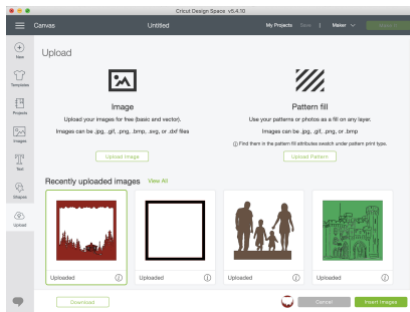 Cricut Design Space v5.4.10
Canvas
Untitled
My Projects
Save
Maker
New
Templates
Projects
Images
Text
Shapes
Upload
Upload
Image
Upload your images for free (basic and vector).
Images can be .jpg, .gif, .png, .bmp, .svg, or .dxf files
Upload Image
Pattern fill
Use your patterns or photos as a fill on any layer.
Images can be .jpg, .gif, .png, or .bmp
Find them in the pattern fill attributes swatch under pattern print type.
Upload Pattern
Recently uploaded images View All
Uploaded
Uploaded
Uploaded
Uploaded
Download
Cancel
Insert Images